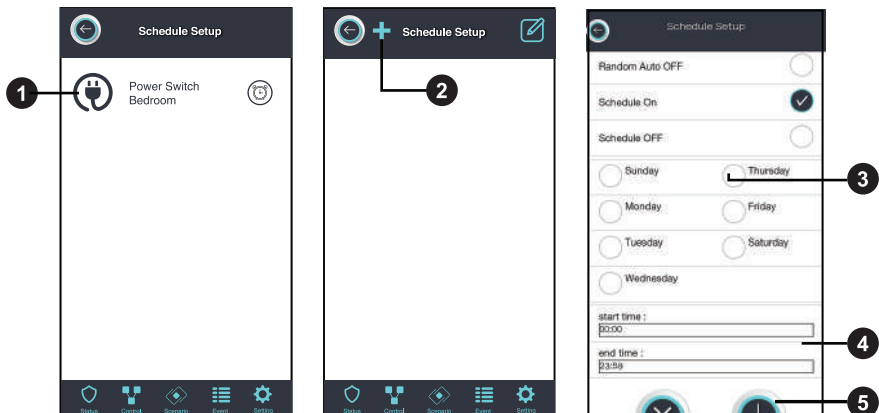 Schedule Setup
1
Power Switch
Bedroom
Status Control Scenario Event Setting
Schedule Setup
2
Status Control Scenario Event Setting
Schedule Setup
Random Auto OFF
Schedule On
Schedule OFF
Sunday Thursday
3
Monday Friday
Tuesday Saturday
Wednesday
start time :
00:00
4
end time :
23:59
5